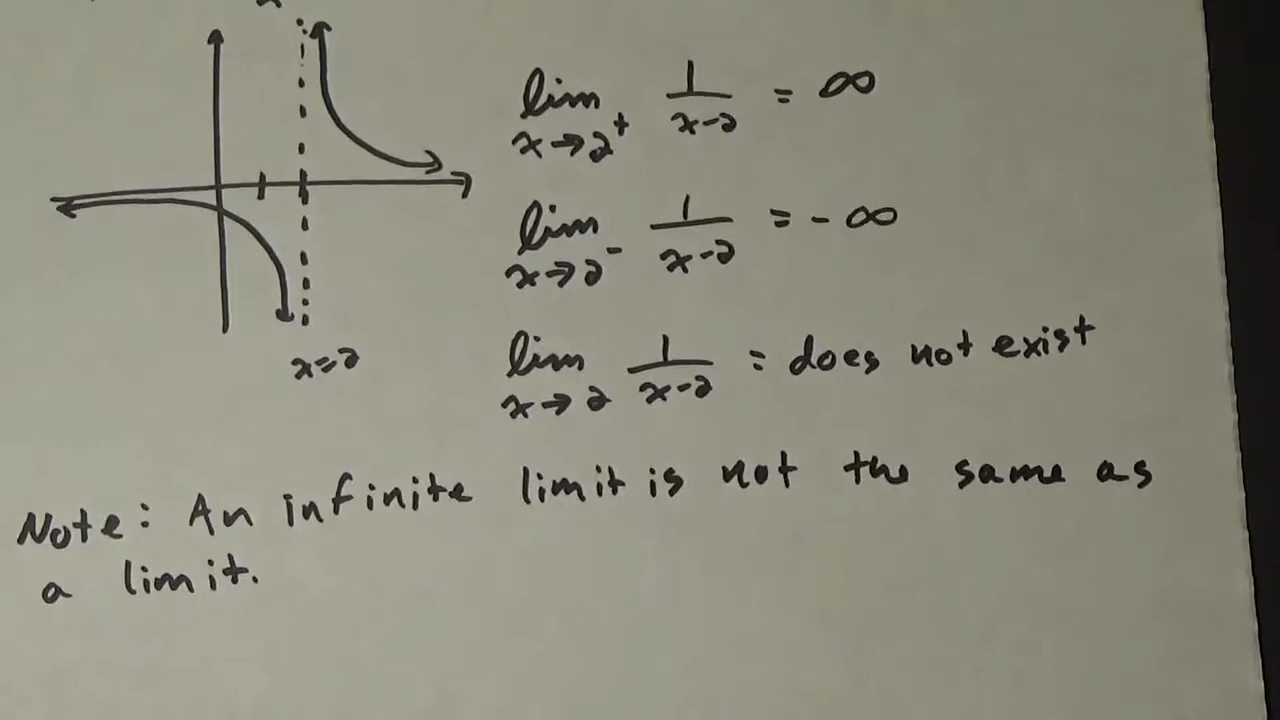 lim x→2⁺ 1/(x-2) = ∞
lim x→2⁻ 1/(x-2) = -∞
x=2
lim x→2 1/(x-2) = does not exist
Note: An infinite limit is not the same as
a limit.